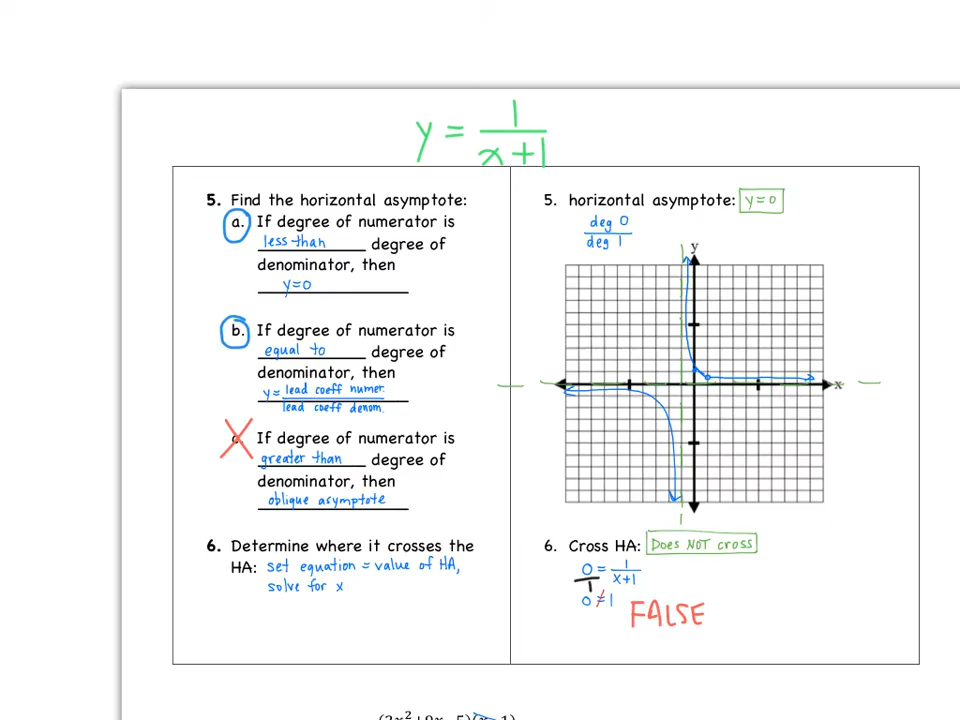 y = 1/(x+1)
5. Find the horizontal asymptote:
a. If degree of numerator is
less than degree of
denominator, then
y=0
b. If degree of numerator is
equal to degree of
denominator, then
y = lead coeff numer. / lead coeff denom.
c. If degree of numerator is
greater than degree of
denominator, then
oblique asymptote
6. Determine where it crosses the
HA: set equation = value of HA,
solve for x
5. horizontal asymptote: y=0
deg 0
deg 1
y
x
6. Cross HA: Does NOT cross
0/1 = 1/(x+1)
0 ≠ 1
FALSE